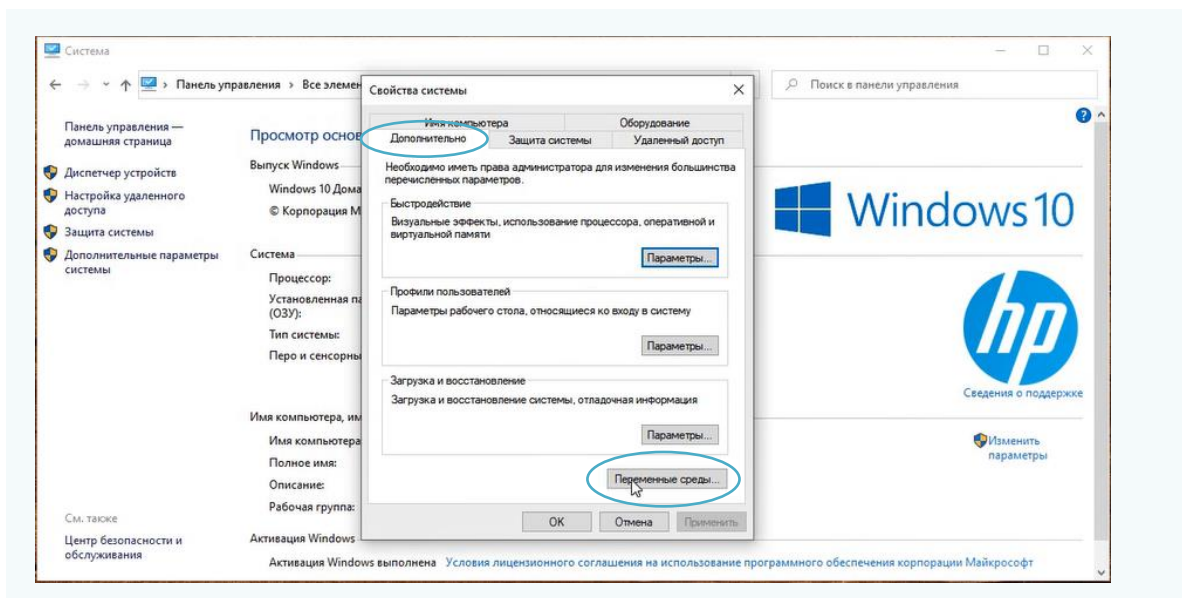 Система
Панель управления > Все элемен
Поиск в панели управления
Панель управления —
домашняя страница
Диспетчер устройств
Настройка удаленного
доступа
Защита системы
Дополнительные параметры
системы
См. также
Центр безопасности и
обслуживания
Просмотр основ
Выпуск Windows
Windows 10 Дома
© Корпорация М
Система
Процессор:
Установленная па
(ОЗУ):
Тип системы:
Перо и сенсорны
Имя компьютера, им
Имя компьютера
Полное имя:
Описание:
Рабочая группа:
Активация Windows
Активация Windows выполнена Условия лицензионного соглашения на использование программного обеспечения корпорации Майкрософт
Свойства системы
Имя компьютера Оборудование
Дополнительно Защита системы Удаленный доступ
Необходимо иметь права администратора для изменения большинства
перечисленных параметров.
Быстродействие
Визуальные эффекты, использование процессора, оперативной и
виртуальной памяти
Параметры...
Профили пользователей
Параметры рабочего стола, относящиеся ко входу в систему
Параметры...
Загрузка и восстановление
Загрузка и восстановление системы, отладочная информация
Параметры...
Переменные среды...
OK Отмена Применить
Windows 10
hp
Сведения о поддержке
Изменить
параметры